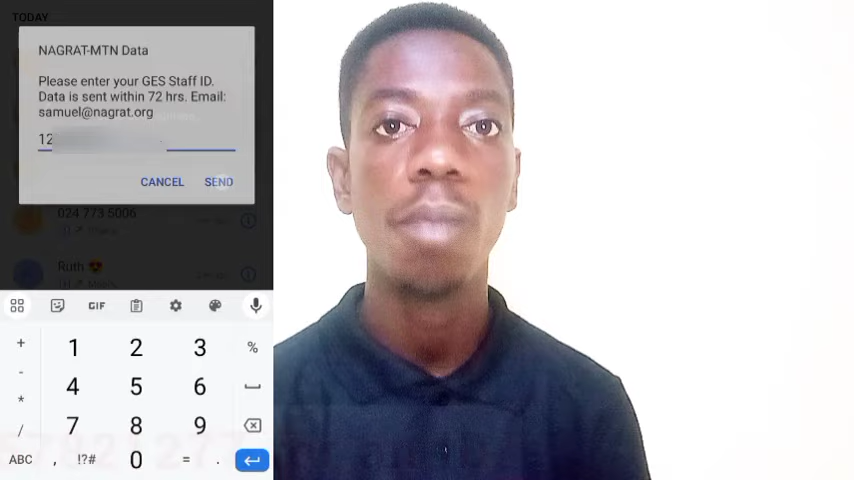 TODAY
NAGRAT-MTN Data
Please enter your GES Staff ID.
Data is sent within 72 hrs. Email:
samuel@nagrat.org
12
CANCEL SEND
024 773 5006
Ruth 😍
GIF
+ 1 2 3 %
- 4 5 6
*
/ 7 8 9
ABC , !?# 0 = .